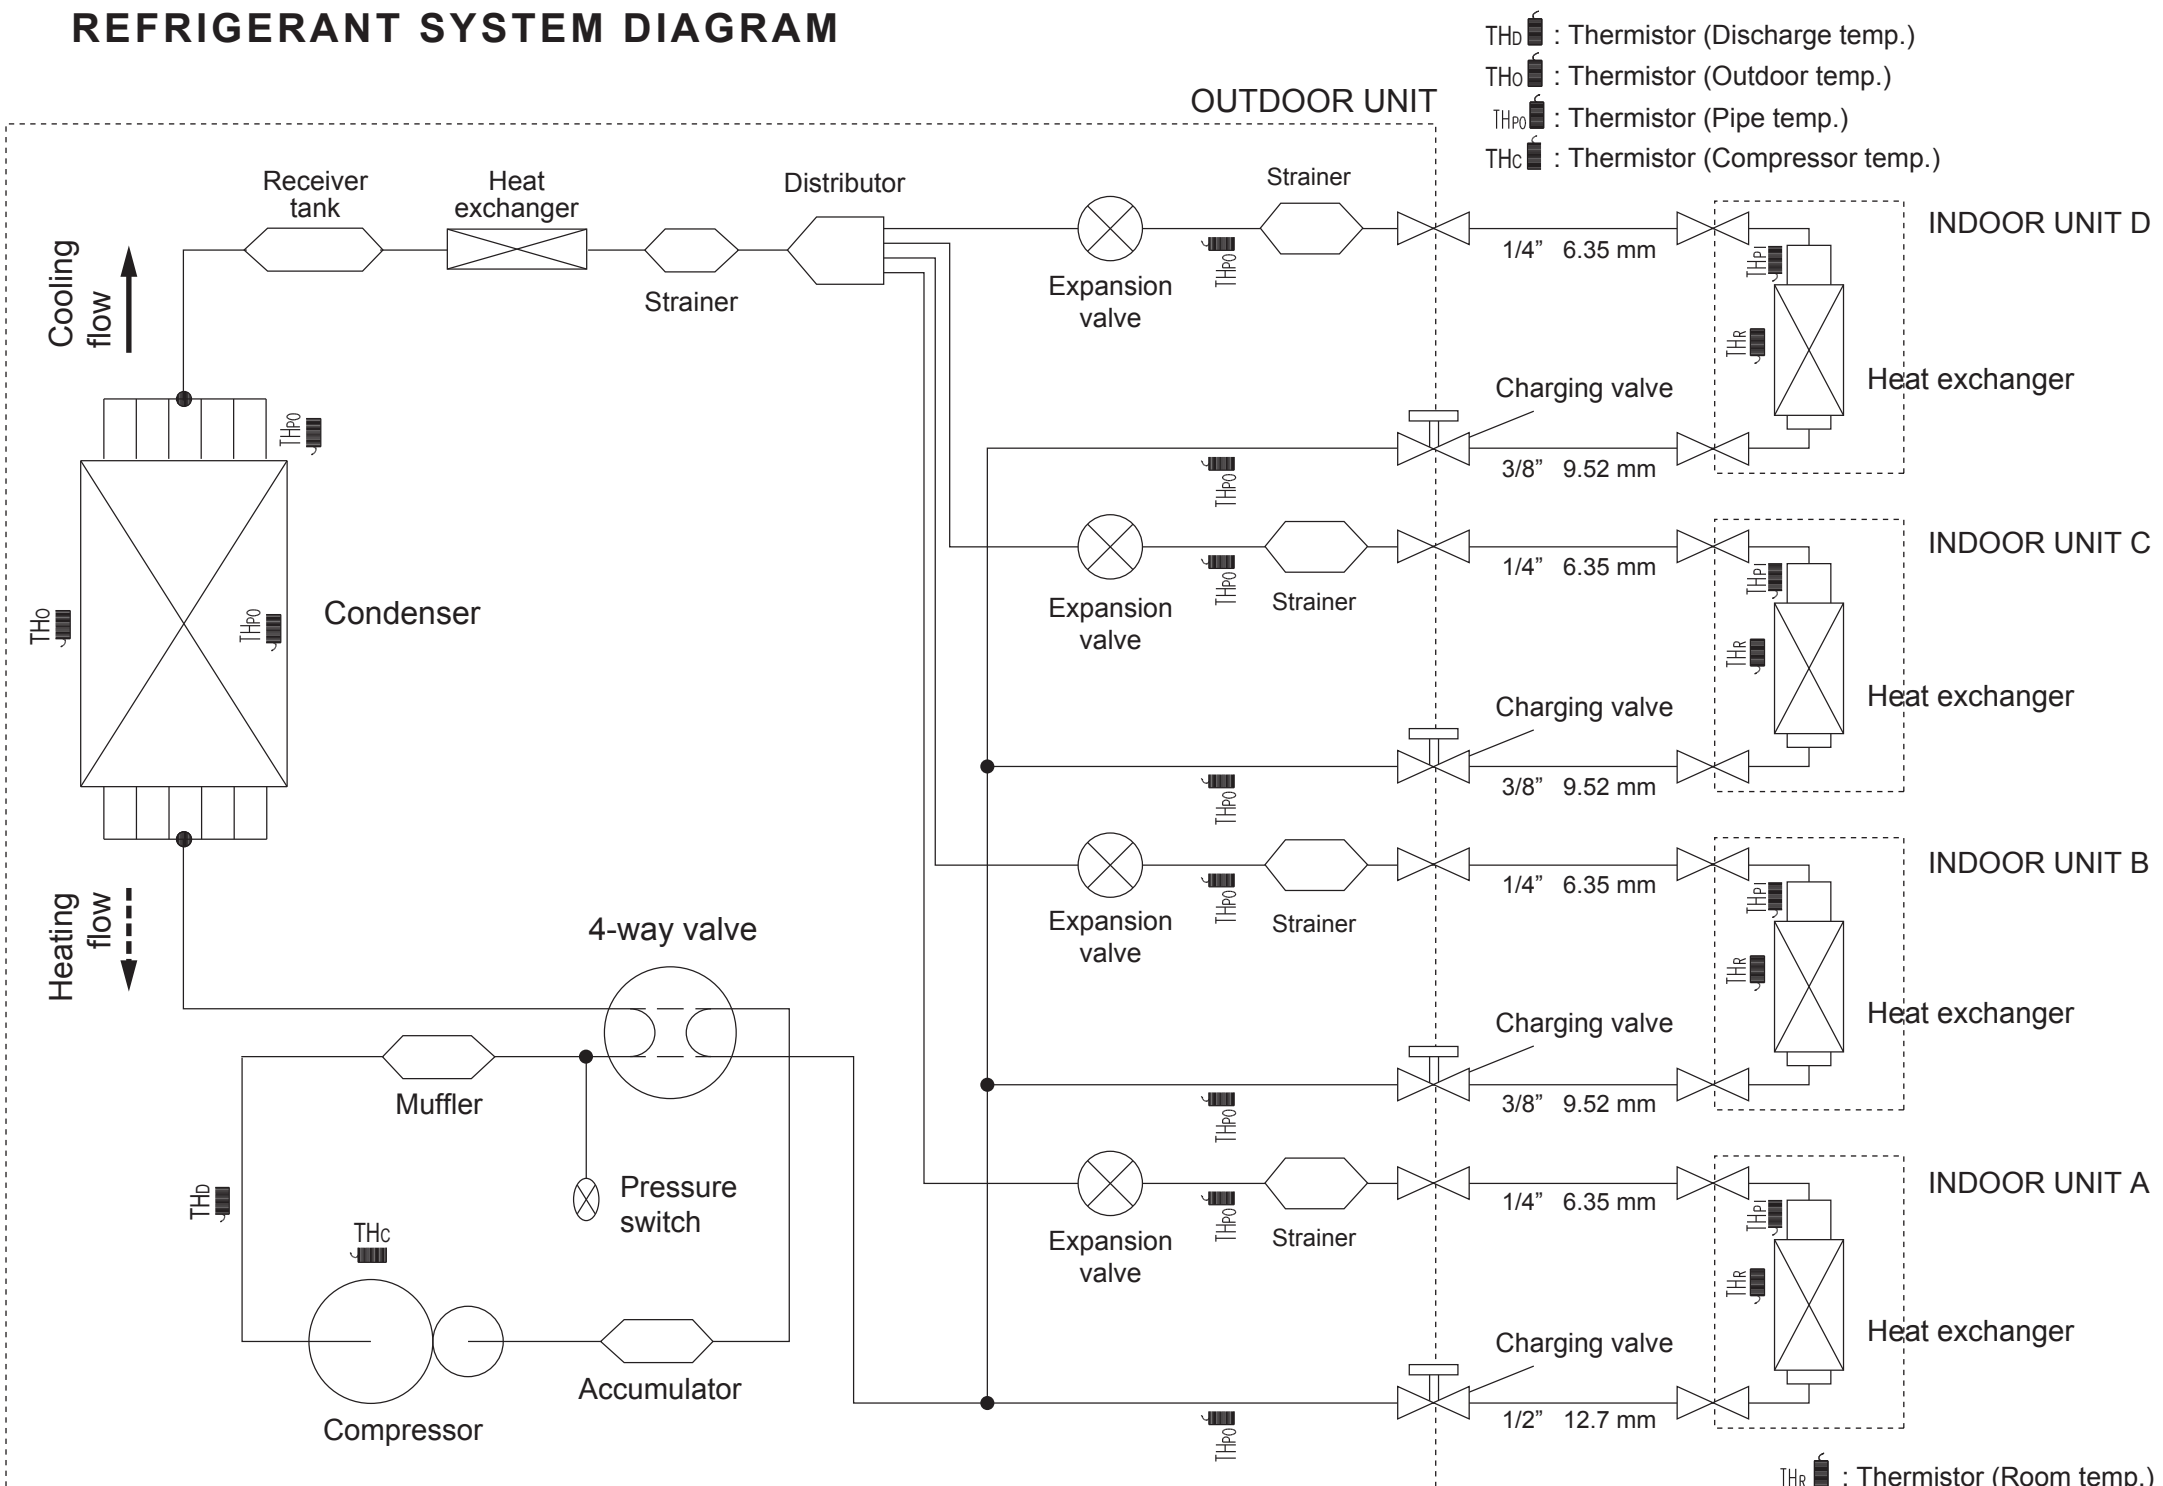 REFRIGERANT SYSTEM DIAGRAM
THD : Thermistor (Discharge temp.)
THO : Thermistor (Outdoor temp.)
THPO : Thermistor (Pipe temp.)
THC : Thermistor (Compressor temp.)
OUTDOOR UNIT
Receiver
tank
Heat
exchanger
Strainer
Distributor
Expansion
valve
THPO
Strainer
1/4” 6.35 mm
INDOOR UNIT D
THPI
THR
Heat exchanger
Charging valve
3/8” 9.52 mm
THPO
Cooling
flow
THPO
THO
THPO
Condenser
Expansion
valve
THPO
Strainer
1/4” 6.35 mm
INDOOR UNIT C
THPI
THR
Heat exchanger
Charging valve
3/8” 9.52 mm
THPO
Expansion
valve
THPO
Strainer
1/4” 6.35 mm
INDOOR UNIT B
THPI
THR
Heat exchanger
Charging valve
3/8” 9.52 mm
THPO
Heating
flow
4-way valve
Muffler
Pressure
switch
THD
THC
Compressor
Accumulator
Expansion
valve
THPO
Strainer
1/4” 6.35 mm
INDOOR UNIT A
THPI
THR
Heat exchanger
Charging valve
1/2” 12.7 mm
THPO
THR : Thermistor (Room temp.)